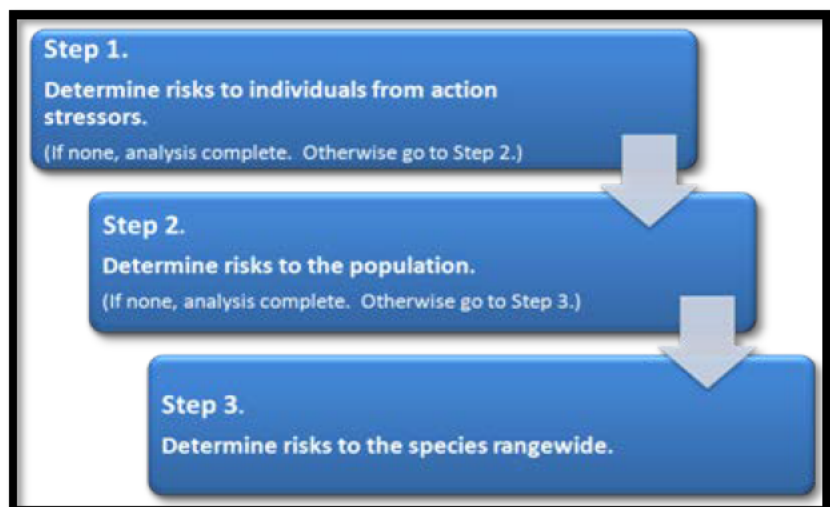 Step 1.
Determine risks to individuals from action
stressors.
(If none, analysis complete.  Otherwise go to Step 2.)
Step 2.
Determine risks to the population.
(If none, analysis complete.  Otherwise go to Step 3.)
Step 3.
Determine risks to the species rangewide.